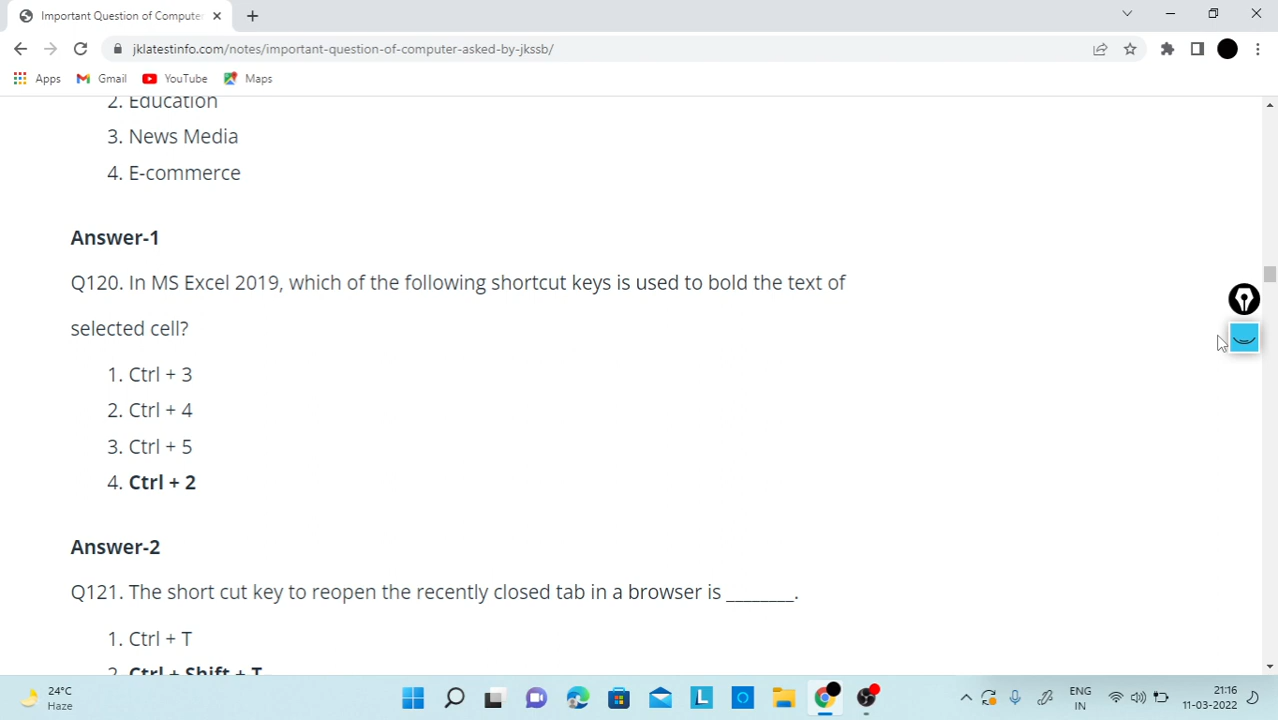 Important Question of Compute
jklatestinfo.com/notes/important-question-of-computer-asked-by-jkssb/
Apps Gmail YouTube Maps
2. Education
3. News Media
4. E-commerce
Answer-1
Q120. In MS Excel 2019, which of the following shortcut keys is used to bold the text of
selected cell?
1. Ctrl + 3
2. Ctrl + 4
3. Ctrl + 5
4. Ctrl + 2
Answer-2
Q121. The short cut key to reopen the recently closed tab in a browser is ________.
1. Ctrl + T
2. Ctrl + Shift + T
24°C
Haze
L
ENG
IN
21:16
11-03-2022